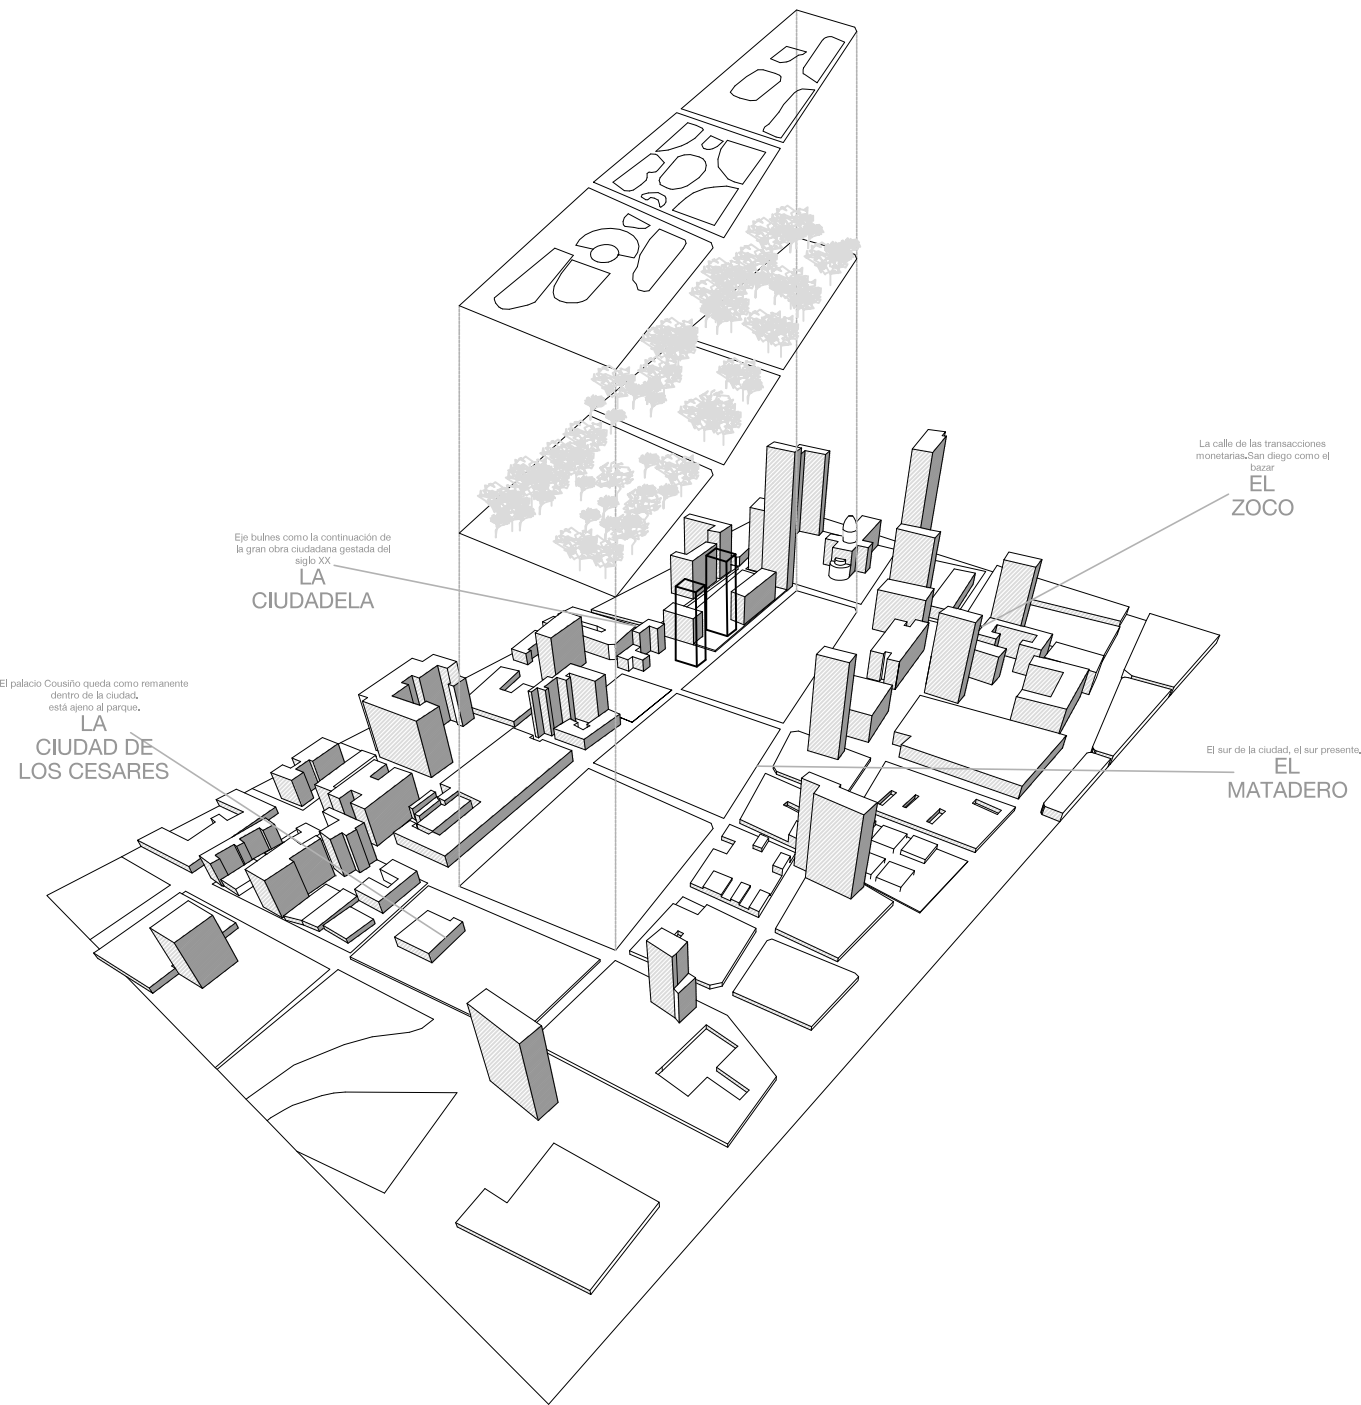 La calle de las transacciones
monetarias.San diego como el
bazar
EL
ZOCO
Eje bulnes como la continuación de
la gran obra ciudadana gestada del
siglo XX
LA
CIUDADELA
El palacio Cousiño queda como remanente
dentro de la ciudad,
está ajeno al parque.
LA
CIUDAD DE
LOS CESARES
El sur de la ciudad, el sur presente,
EL
MATADERO